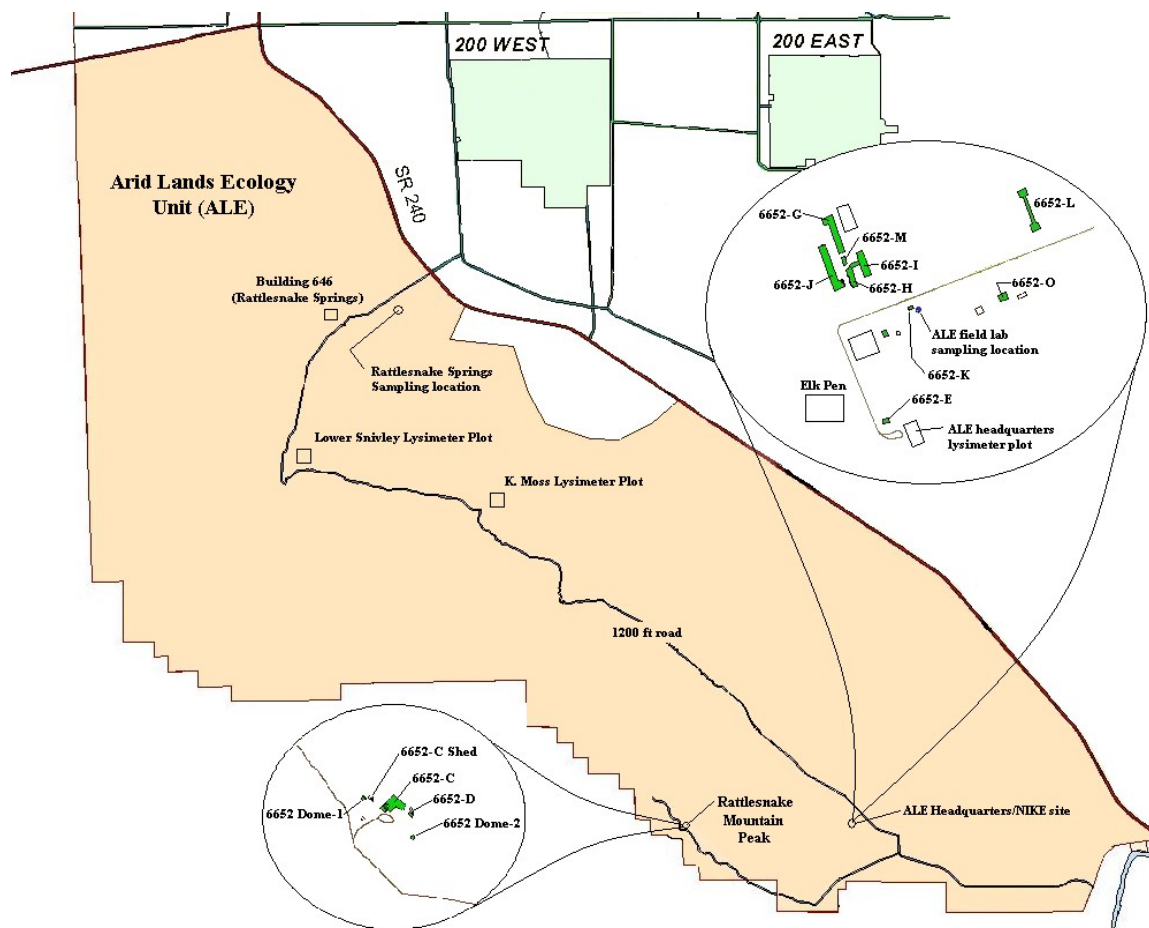 200 WEST
200 EAST
Arid Lands Ecology
Unit (ALE)
SR 240
6652-G
6652-L
6652-M
6652-I
6652-J
6652-H
6652-O
Building 646
(Rattlesnake Springs)
ALE field lab
sampling location
6652-K
Rattlesnake Springs
Sampling location
Elk Pen
6652-E
ALE headquarters
lysimeter plot
Lower Snivley Lysimeter Plot
K. Moss Lysimeter Plot
1200 ft road
6652-C Shed
6652-C
6652-D
6652 Dome-1
6652 Dome-2
Rattlesnake
Mountain
Peak
ALE Headquarters/NIKE site